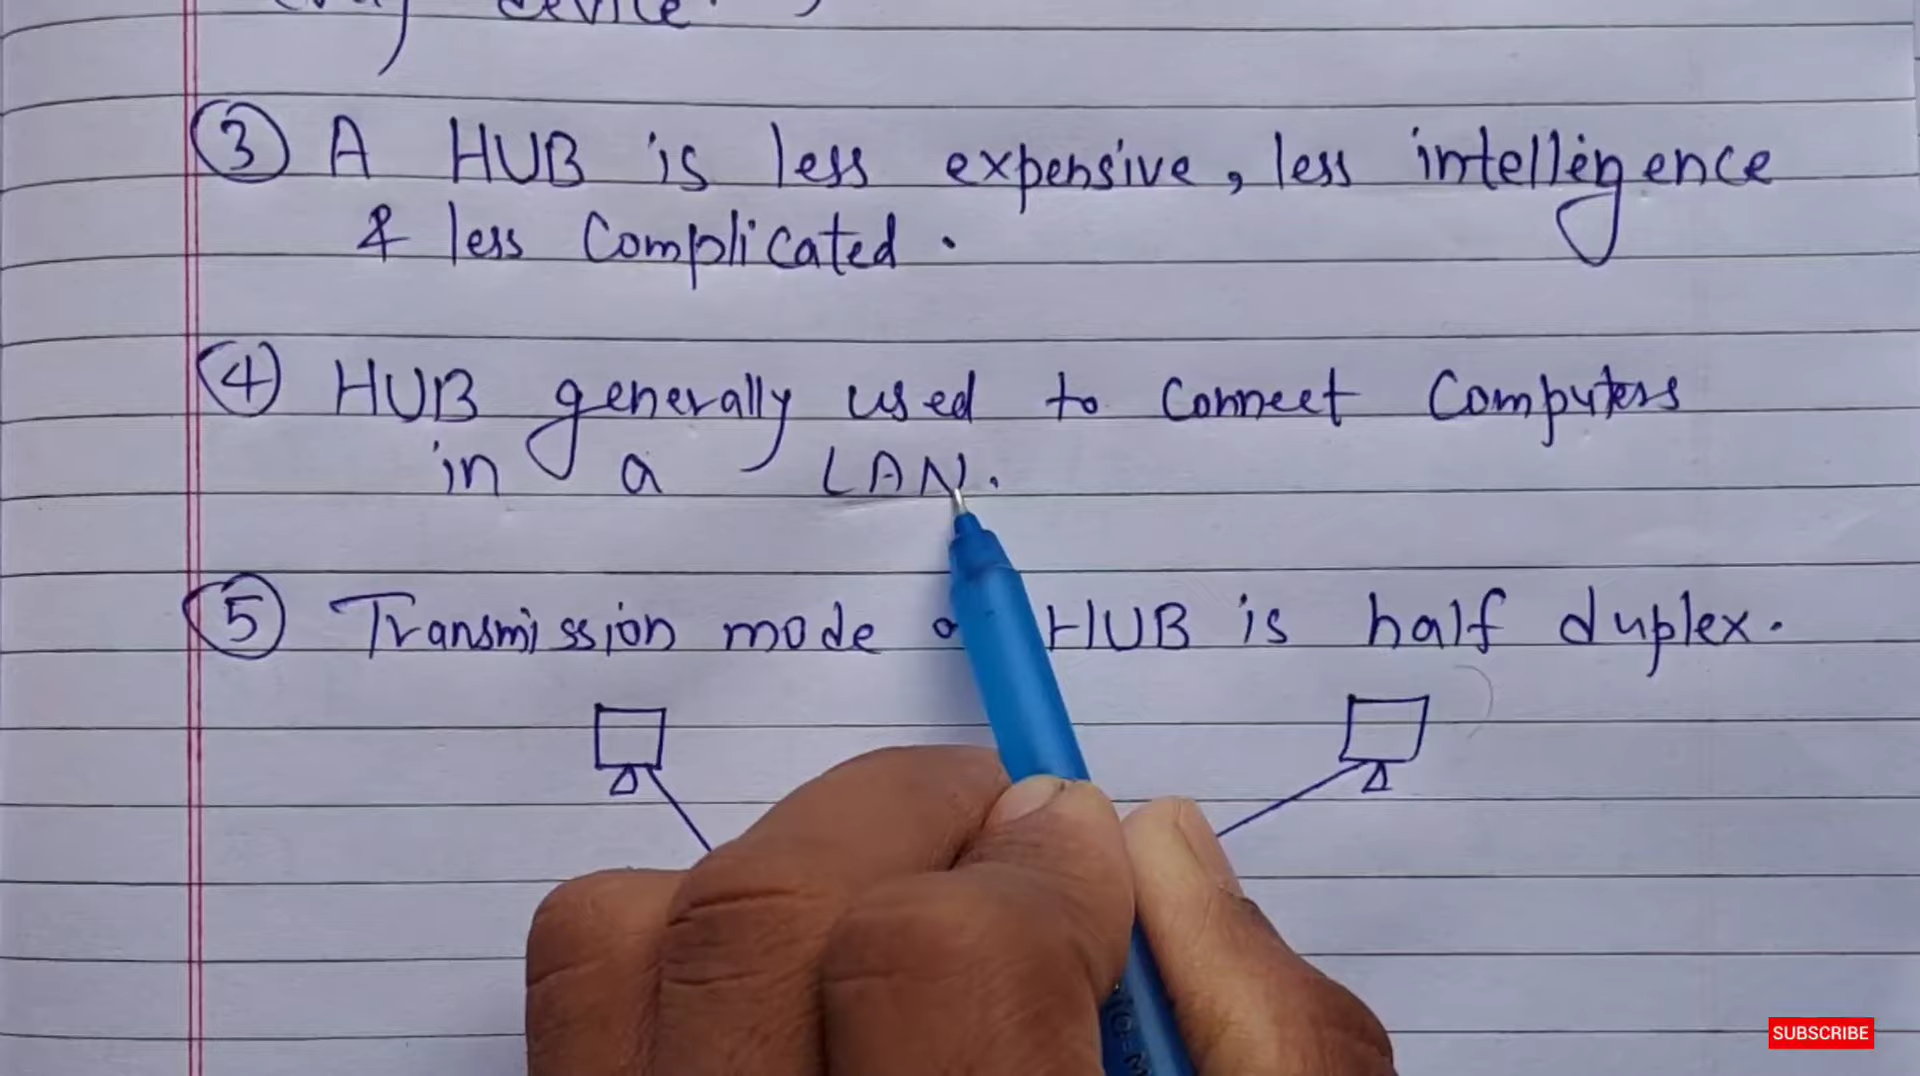 device.
③ A HUB is less expensive, less intelligence
& less Complicated.
④ HUB generally used to Connect Computers
in a LAN.
⑤ Transmission mode HUB is half duplex.
SUBSCRIBE